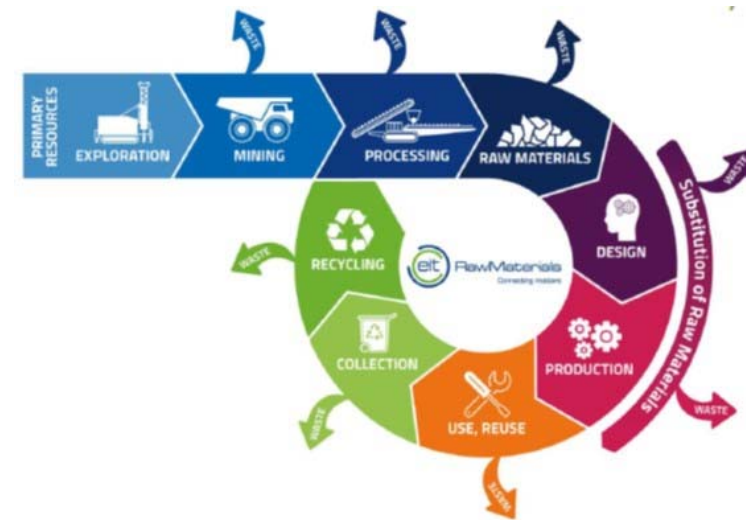 WASTE
WASTE
WASTE
PRIMARY
RESOURCES
EXPLORATION
MINING
PROCESSING
RAW MATERIALS
WASTE
Substitution of Raw Materials
DESIGN
RECYCLING
eit RawMaterials
Connecting matters
WASTE
COLLECTION
PRODUCTION
USE, REUSE
WASTE
WASTE
WASTE